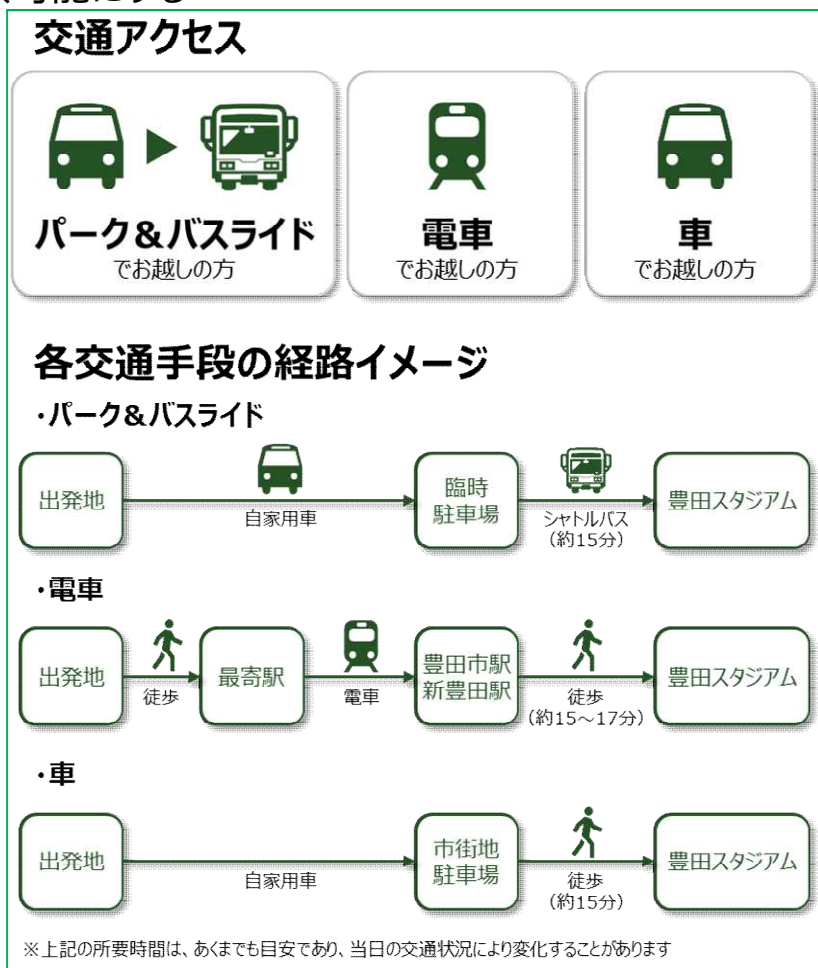 可能にする
交通アクセス
パーク&バスライド
でお越しの方
電車
でお越しの方
車
でお越しの方
各交通手段の経路イメージ
・パーク&バスライド
出発地
自家用車
臨時
駐車場
シャトルバス
(約15分)
豊田スタジアム
・電車
出発地
徒歩
最寄駅
電車
豊田市駅
新豊田駅
徒歩
(約15~17分)
豊田スタジアム
・車
出発地
自家用車
市街地
駐車場
徒歩
(約15分)
豊田スタジアム
※上記の所要時間は、あくまでも目安であり、当日の交通状況により変化することがあります